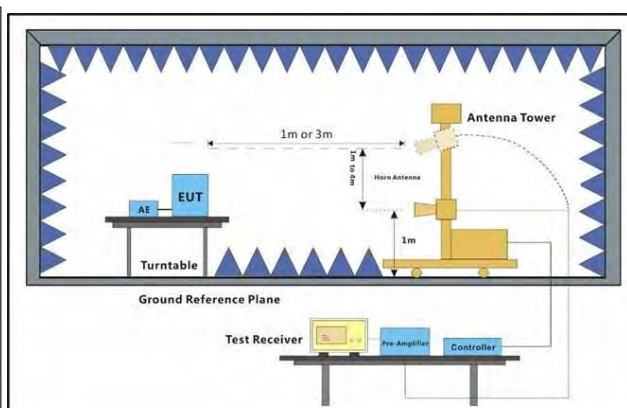 Antenna Tower
1m or 3m
1m to 4m
Horn Antenna
EUT
AE
1m
Turntable
Ground Reference Plane
Test Receiver
Pre-Amplifier
Controller